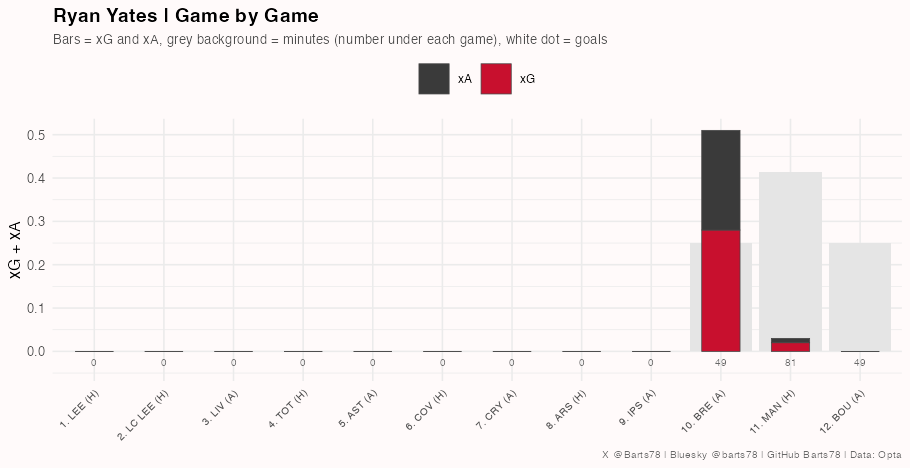 Ryan Yates | Game by Game
Bars = xG and xA, grey background = minutes (number under each game), white dot = goals
xA xG
xG + xA
0.5
0.4
0.3
0.2
0.1
0.0
0 0 0 0 0 0 0 0 0 49 81 49
1. LEE (H)
2. LC LEE (H)
3. LIV (A)
4. TOT (H)
5. AST (A)
6. COV (H)
7. CRY (A)
8. ARS (H)
9. IPS (A)
10. BRE (A)
11. MAN (H)
12. BOU (A)
X @Barts78 | Bluesky @barts78 | GitHub Barts78 | Data: Opta